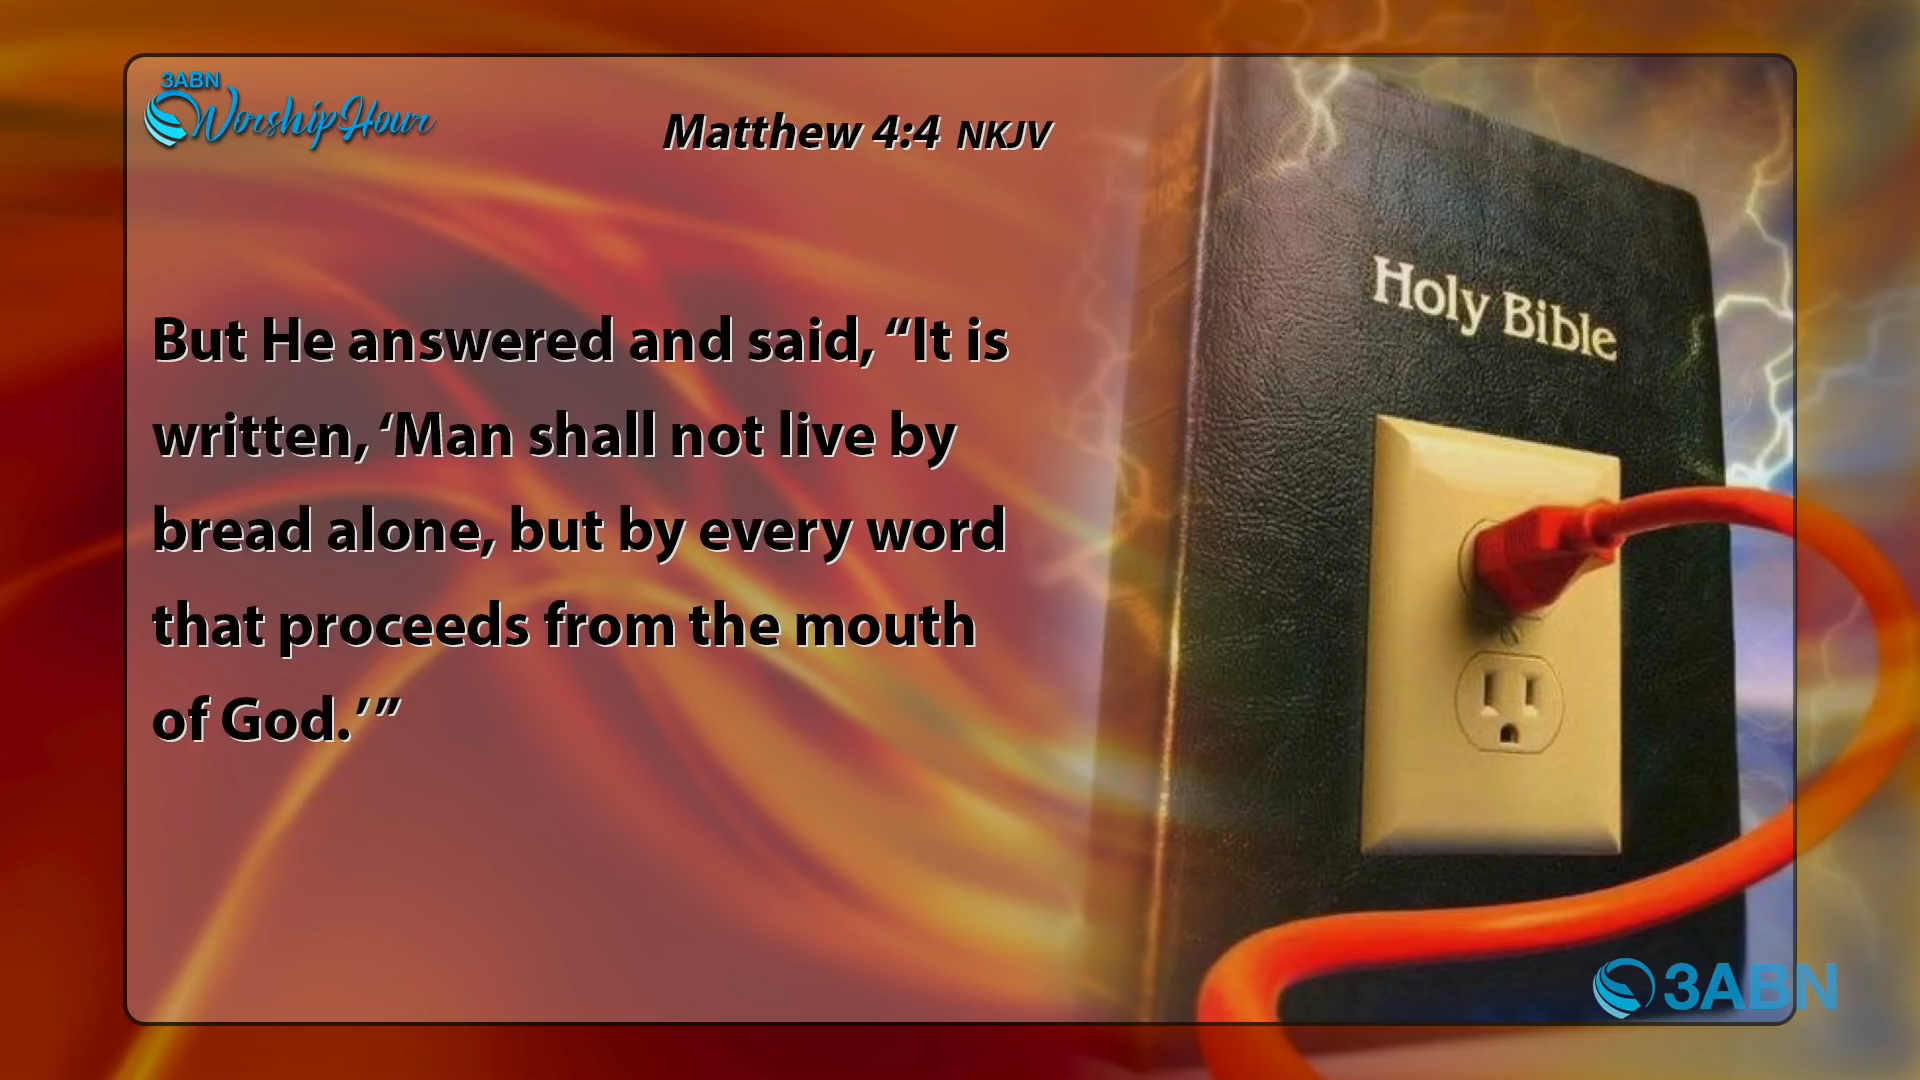 3ABN
Worship Hour
Matthew 4:4 NKJV
But He answered and said, “It is
written, ‘Man shall not live by
bread alone, but by every word
that proceeds from the mouth
of God.’ ”
Holy Bible
3ABN